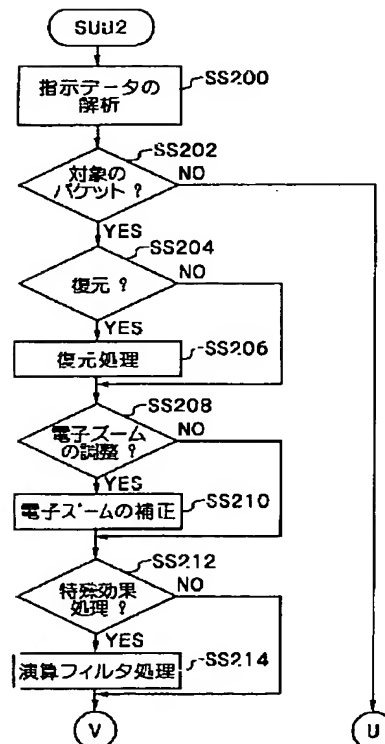 SUU2
指示データの
解析
SS200
対象の
パケット?
SS202
NO
YES
復元?
SS204
NO
YES
復元処理
SS206
電子ズーム
の調整?
SS208
NO
YES
電子ズームの補正
SS210
特殊効果
処理?
SS212
NO
YES
演算フィルタ処理
SS214
V
U